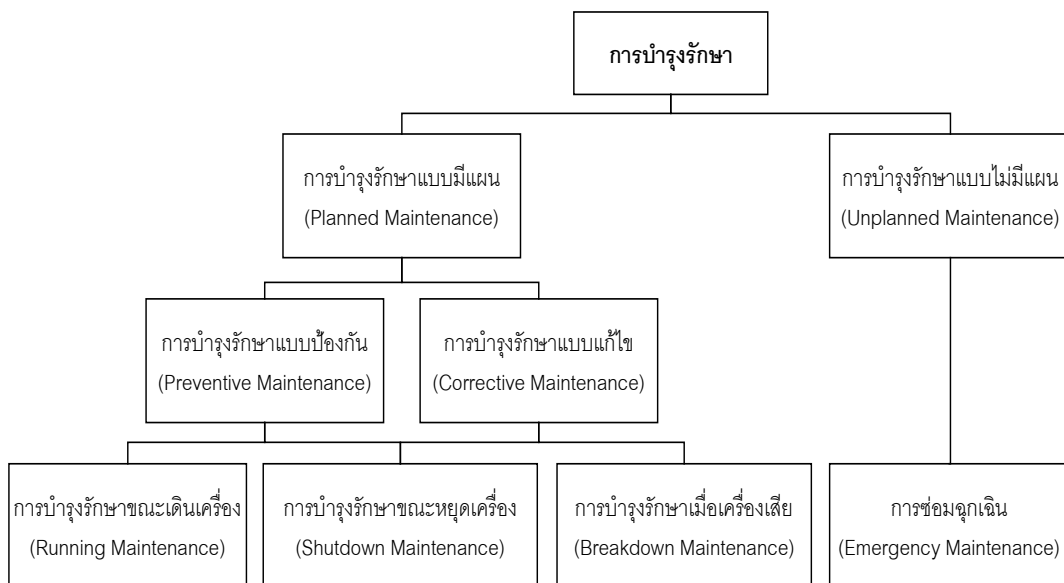 การบำรุงรักษา
การบำรุงรักษาแบบมีแผน
(Planned Maintenance)
การบำรุงรักษาแบบไม่มีแผน
(Unplanned Maintenance)
การบำรุงรักษาแบบป้องกัน
(Preventive Maintenance)
การบำรุงรักษาแบบแก้ไข
(Corrective Maintenance)
การบำรุงรักษาขณะเดินเครื่อง
(Running Maintenance)
การบำรุงรักษาขณะหยุดเครื่อง
(Shutdown Maintenance)
การบำรุงรักษาเมื่อเครื่องเสีย
(Breakdown Maintenance)
การซ่อมฉุกเฉิน
(Emergency Maintenance)